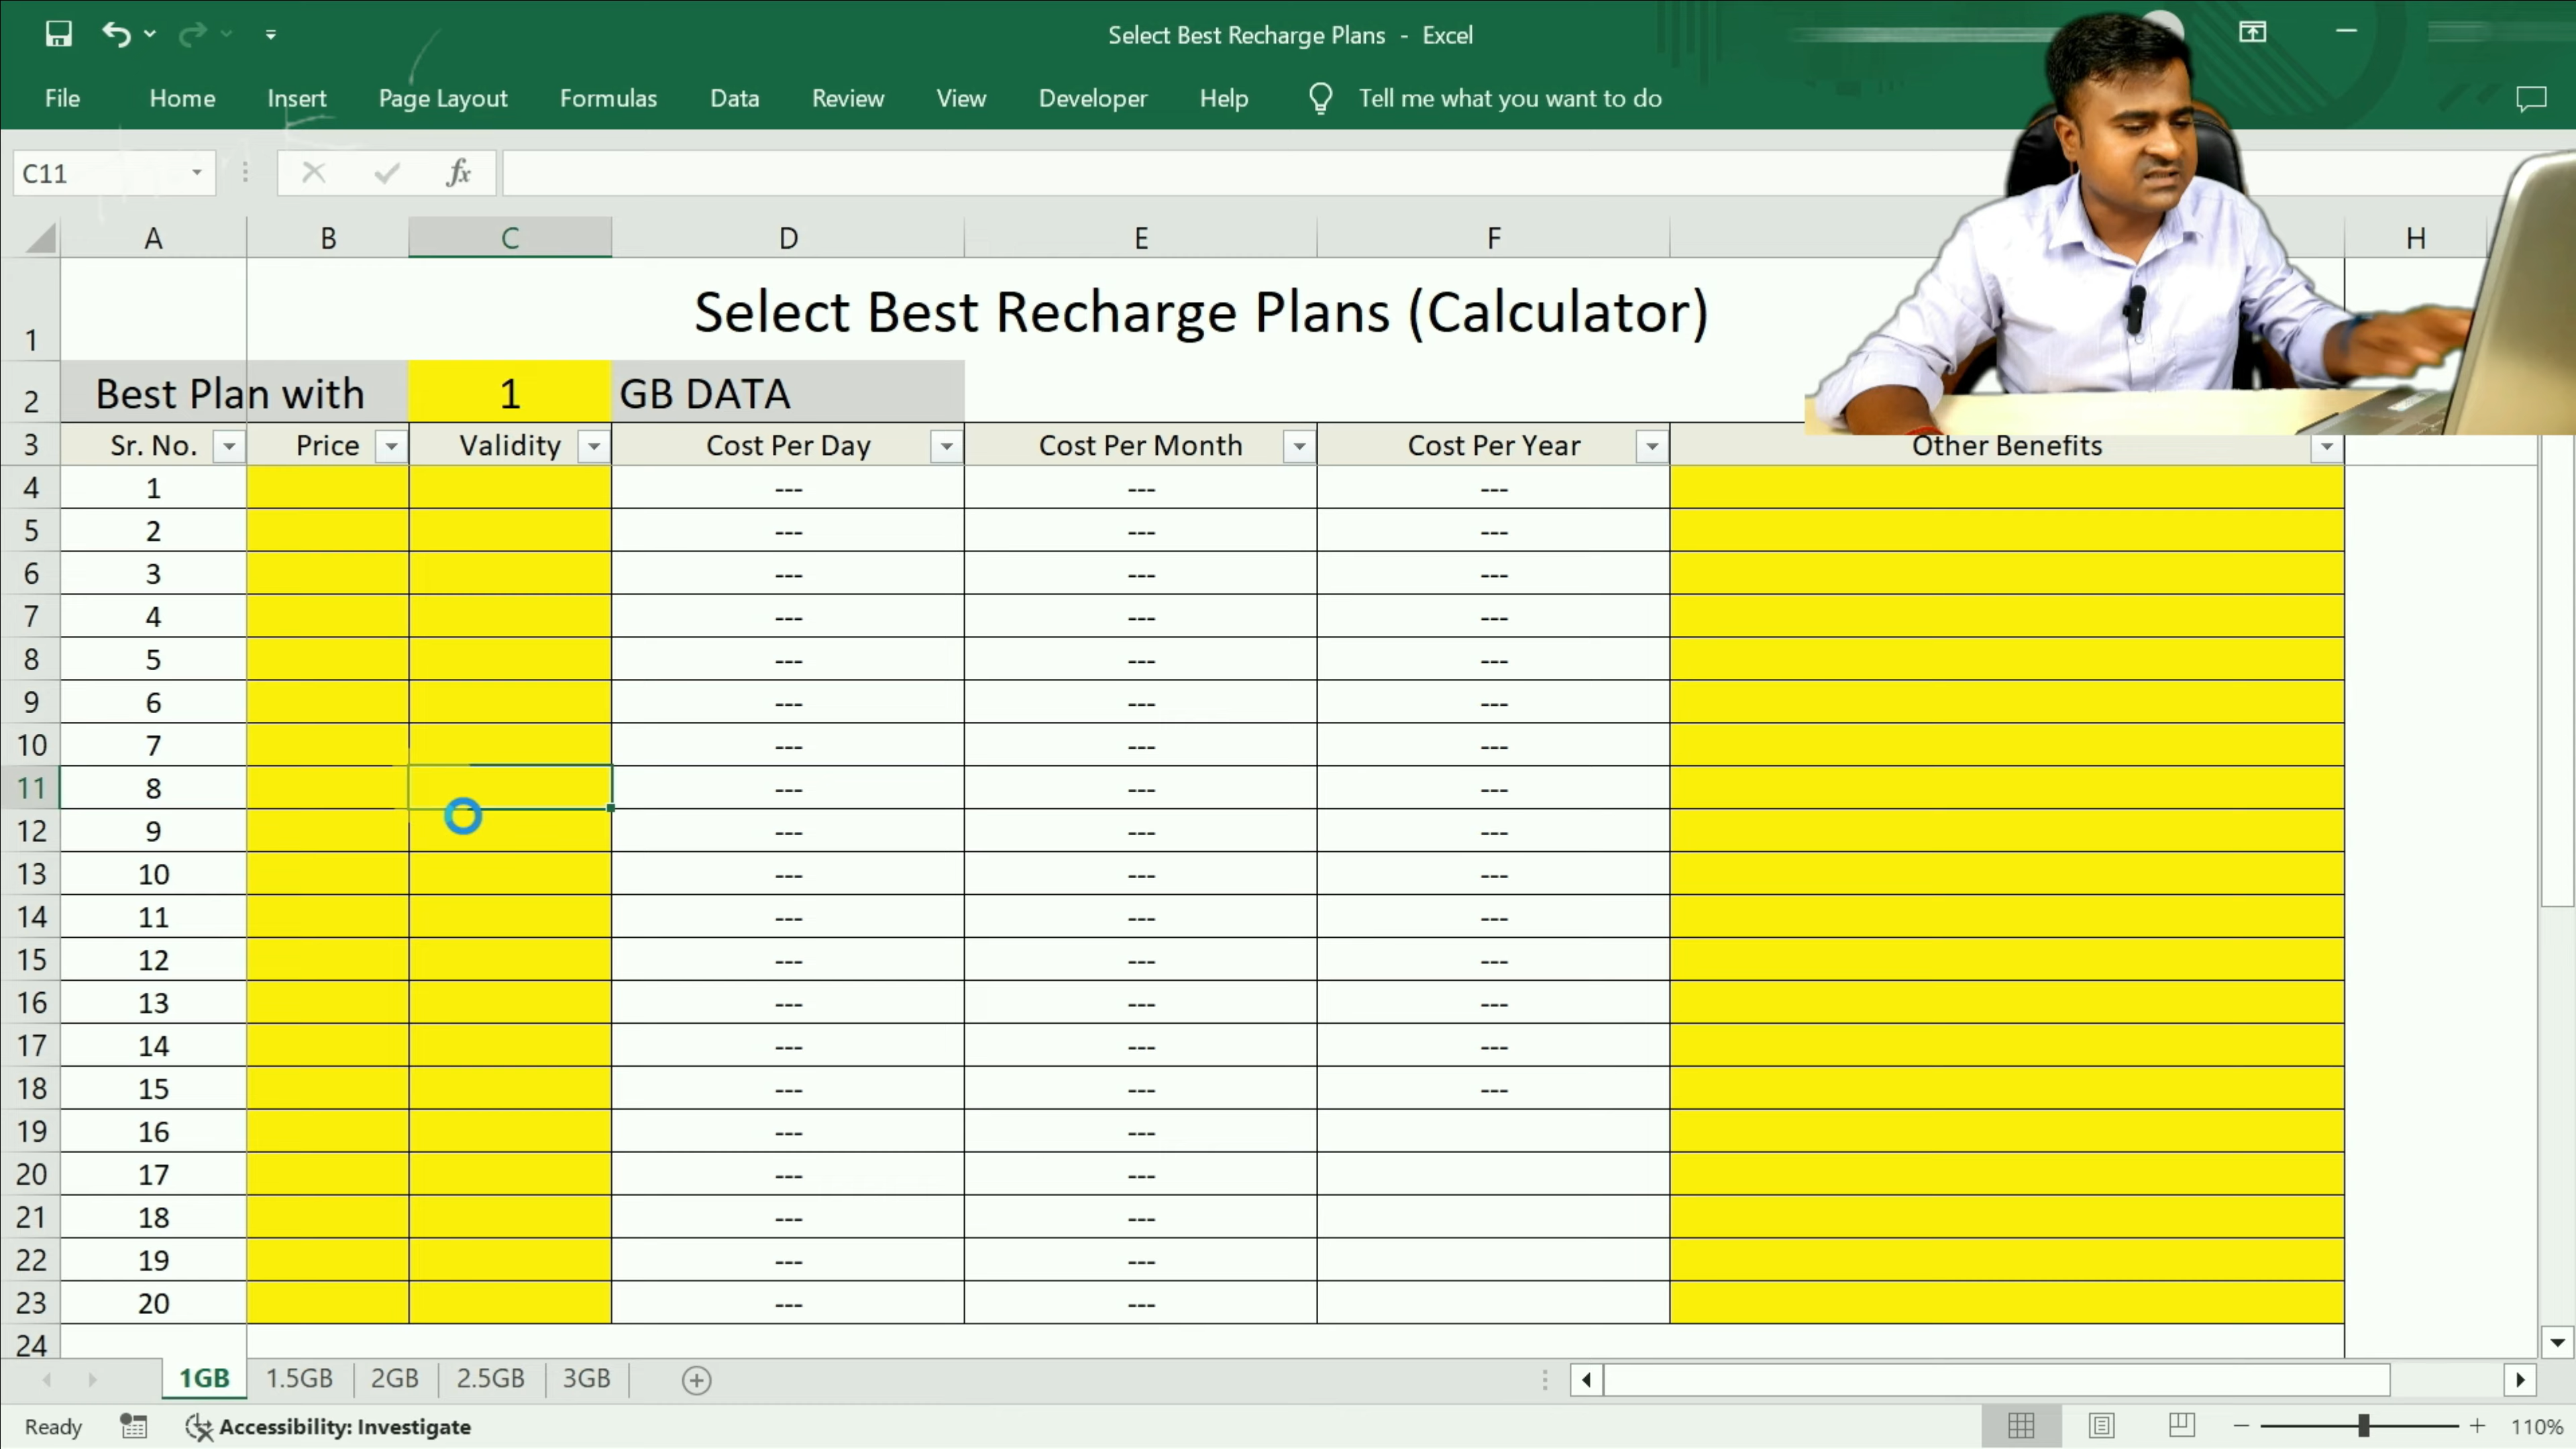 Select Best Recharge Plans - Excel
File Home Insert Page Layout Formulas Data Review View Developer Help Tell me what you want to do
C11 fx
A B C D E F H
1 Select Best Recharge Plans (Calculator)
2 Best Plan with 1 GB DATA
3 Sr. No. Price Validity Cost Per Day Cost Per Month Cost Per Year Other Benefits
4 1 --- --- ---
5 2 --- --- ---
6 3 --- --- ---
7 4 --- --- ---
8 5 --- --- ---
9 6 --- --- ---
10 7 --- --- ---
11 8 --- --- ---
12 9 --- --- ---
13 10 --- --- ---
14 11 --- --- ---
15 12 --- --- ---
16 13 --- --- ---
17 14 --- --- ---
18 15 --- --- ---
19 16 --- ---
20 17 --- ---
21 18 --- ---
22 19 --- ---
23 20 --- ---
24
1GB 1.5GB 2GB 2.5GB 3GB
Ready Accessibility: Investigate 110%